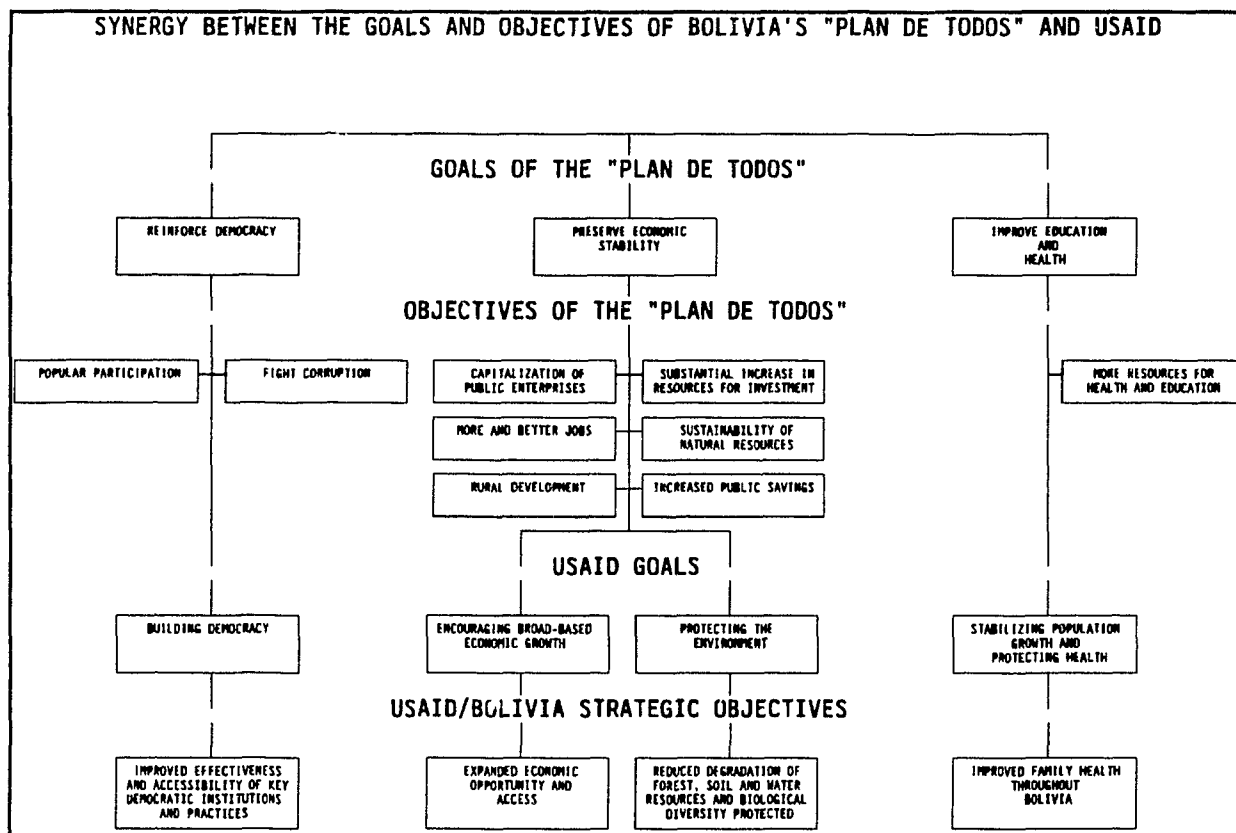 SYNERGY BETWEEN THE GOALS AND OBJECTIVES OF BOLIVIA'S "PLAN DE TODOS" AND USAID
GOALS OF THE "PLAN DE TODOS"
REINFORCE DEMOCRACY
PRESERVE ECONOMIC
STABILITY
IMPROVE EDUCATION
AND
HEALTH
OBJECTIVES OF THE "PLAN DE TODOS"
POPULAR PARTICIPATION
FIGHT CORRUPTION
CAPITALIZATION OF
PUBLIC ENTERPRISES
SUBSTANTIAL INCREASE IN
RESOURCES FOR INVESTMENT
MORE RESOURCES FOR
HEALTH AND EDUCATION
MORE AND BETTER JOBS
SUSTAINABILITY OF
NATURAL RESOURCES
RURAL DEVELOPMENT
INCREASED PUBLIC SAVINGS
USAID GOALS
BUILDING DEMOCRACY
ENCOURAGING BROAD-BASED
ECONOMIC GROWTH
PROTECTING THE
ENVIRONMENT
STABILIZING POPULATION
GROWTH AND
PROTECTING HEALTH
USAID/BOLIVIA STRATEGIC OBJECTIVES
IMPROVED EFFECTIVENESS
AND ACCESSIBILITY OF KEY
DEMOCRATIC INSTITUTIONS
AND PRACTICES
EXPANDED ECONOMIC
OPPORTUNITY AND
ACCESS
REDUCED DEGRADATION OF
FOREST, SOIL AND WATER
RESOURCES AND BIOLOGICAL
DIVERSITY PROTECTED
IMPROVED FAMILY HEALTH
THROUGHOUT
BOLIVIA